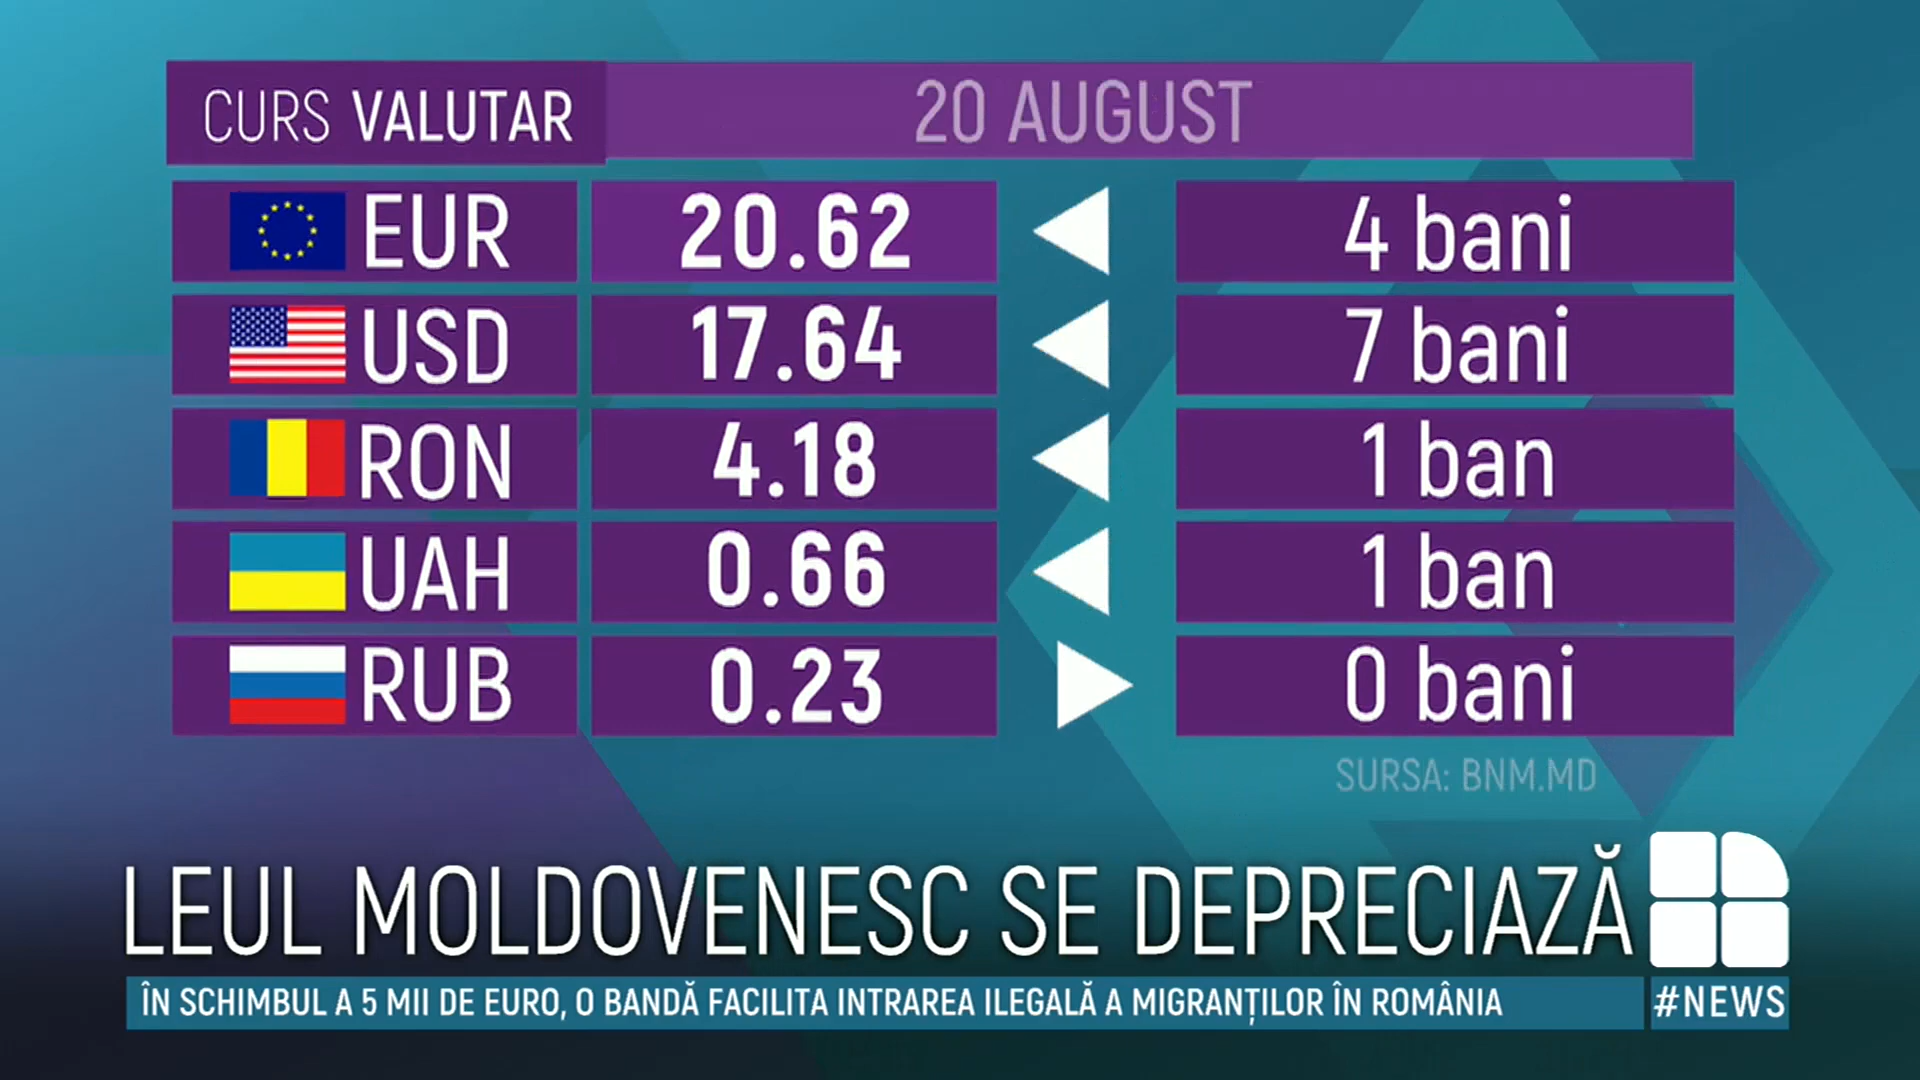 CURS VALUTAR 20 AUGUST
EUR 20.62 4 bani
USD 17.64 7 bani
RON 4.18 1 ban
UAH 0.66 1 ban
RUB 0.23 0 bani
SURSA: BNM.MD
LEUL MOLDOVENESC SE DEPRECIAZĂ
ÎN SCHIMBUL A 5 MII DE EURO, O BANDĂ FACILITA INTRAREA ILEGALĂ A MIGRANȚILOR ÎN ROMÂNIA #NEWS